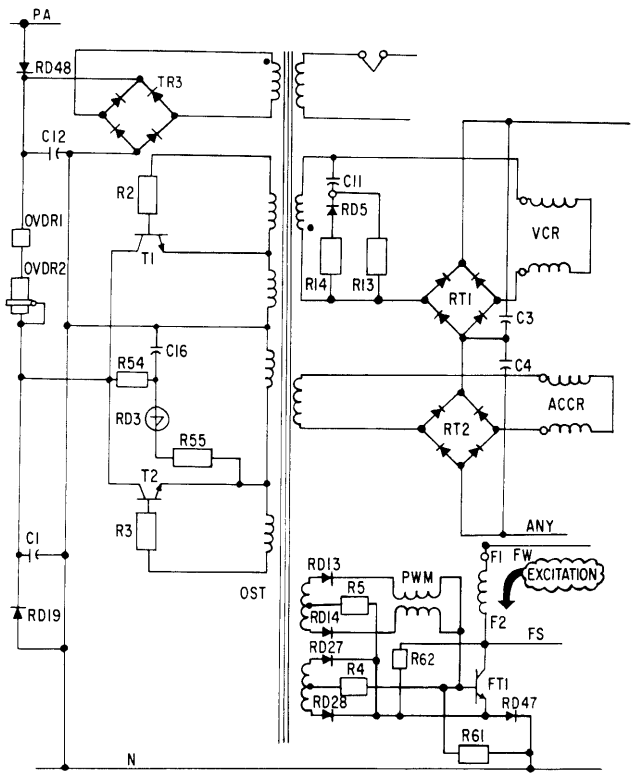 PA
RD48
TR3
C12
R2
C11
RD5
OVDR1
VCR
OVDR2
T1
R14
R13
RT1
C3
C16
C4
R54
RD3
RT2
ACCR
R55
T2
R3
ANY
C1
RD13
PWM
F1
FW
EXCITATION
R5
OST
RD14
F2
RD19
RD27
R62
FS
R4
FT1
RD28
RD47
R61
N